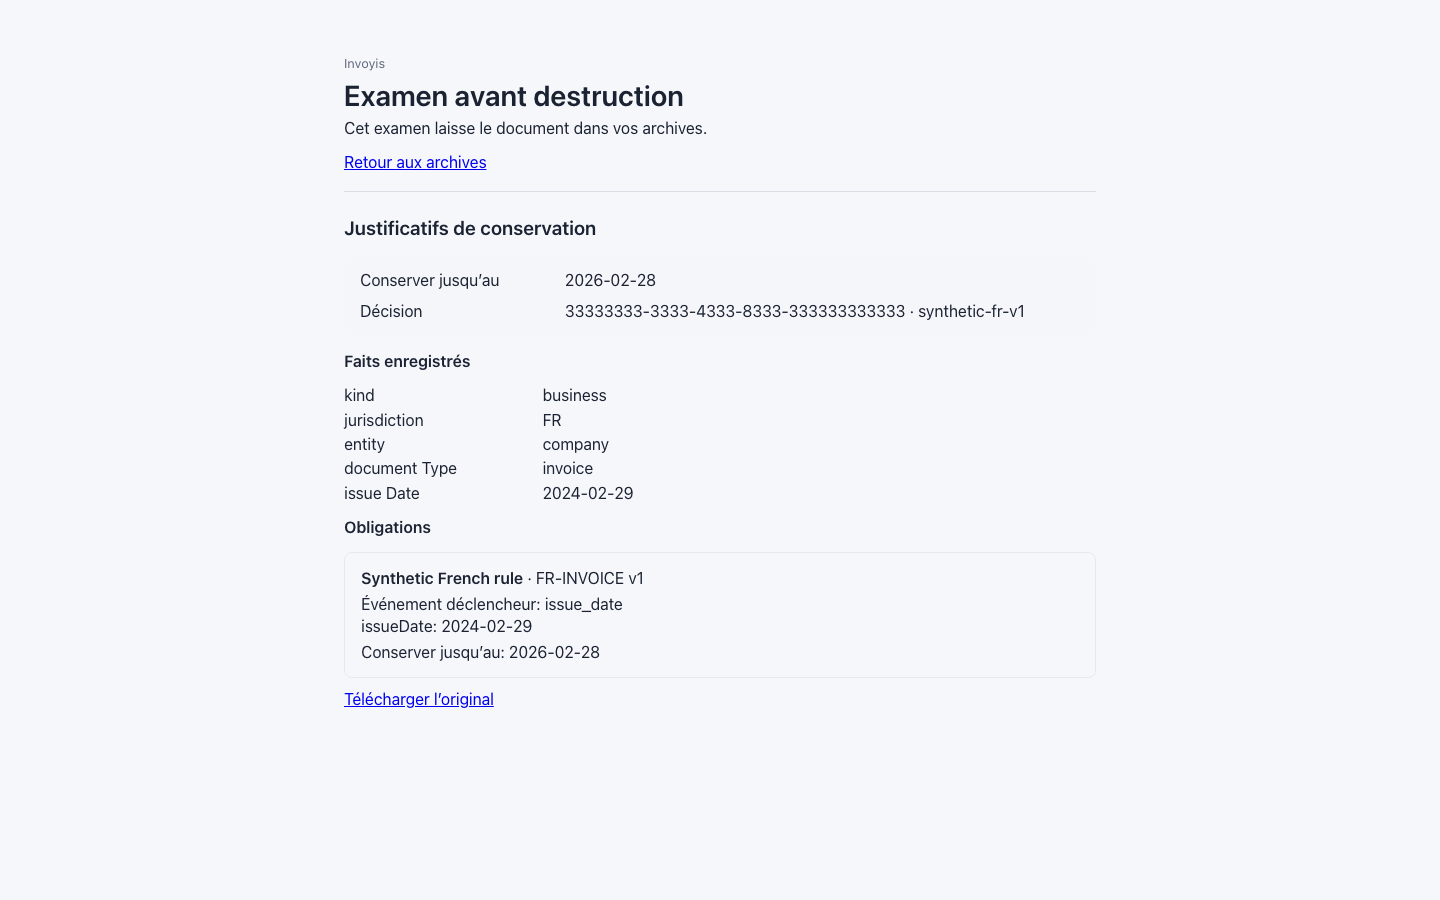 Invoyis
Examen avant destruction
Cet examen laisse le document dans vos archives.
Retour aux archives
Justificatifs de conservation
Conserver jusqu’au 2026-02-28
Décision 33333333-3333-4333-8333-333333333333 · synthetic-fr-v1
Faits enregistrés
kind business
jurisdiction FR
entity company
document Type invoice
issue Date 2024-02-29
Obligations
Synthetic French rule · FR-INVOICE v1
Événement déclencheur: issue_date
issueDate: 2024-02-29
Conserver jusqu’au: 2026-02-28
Télécharger l’original